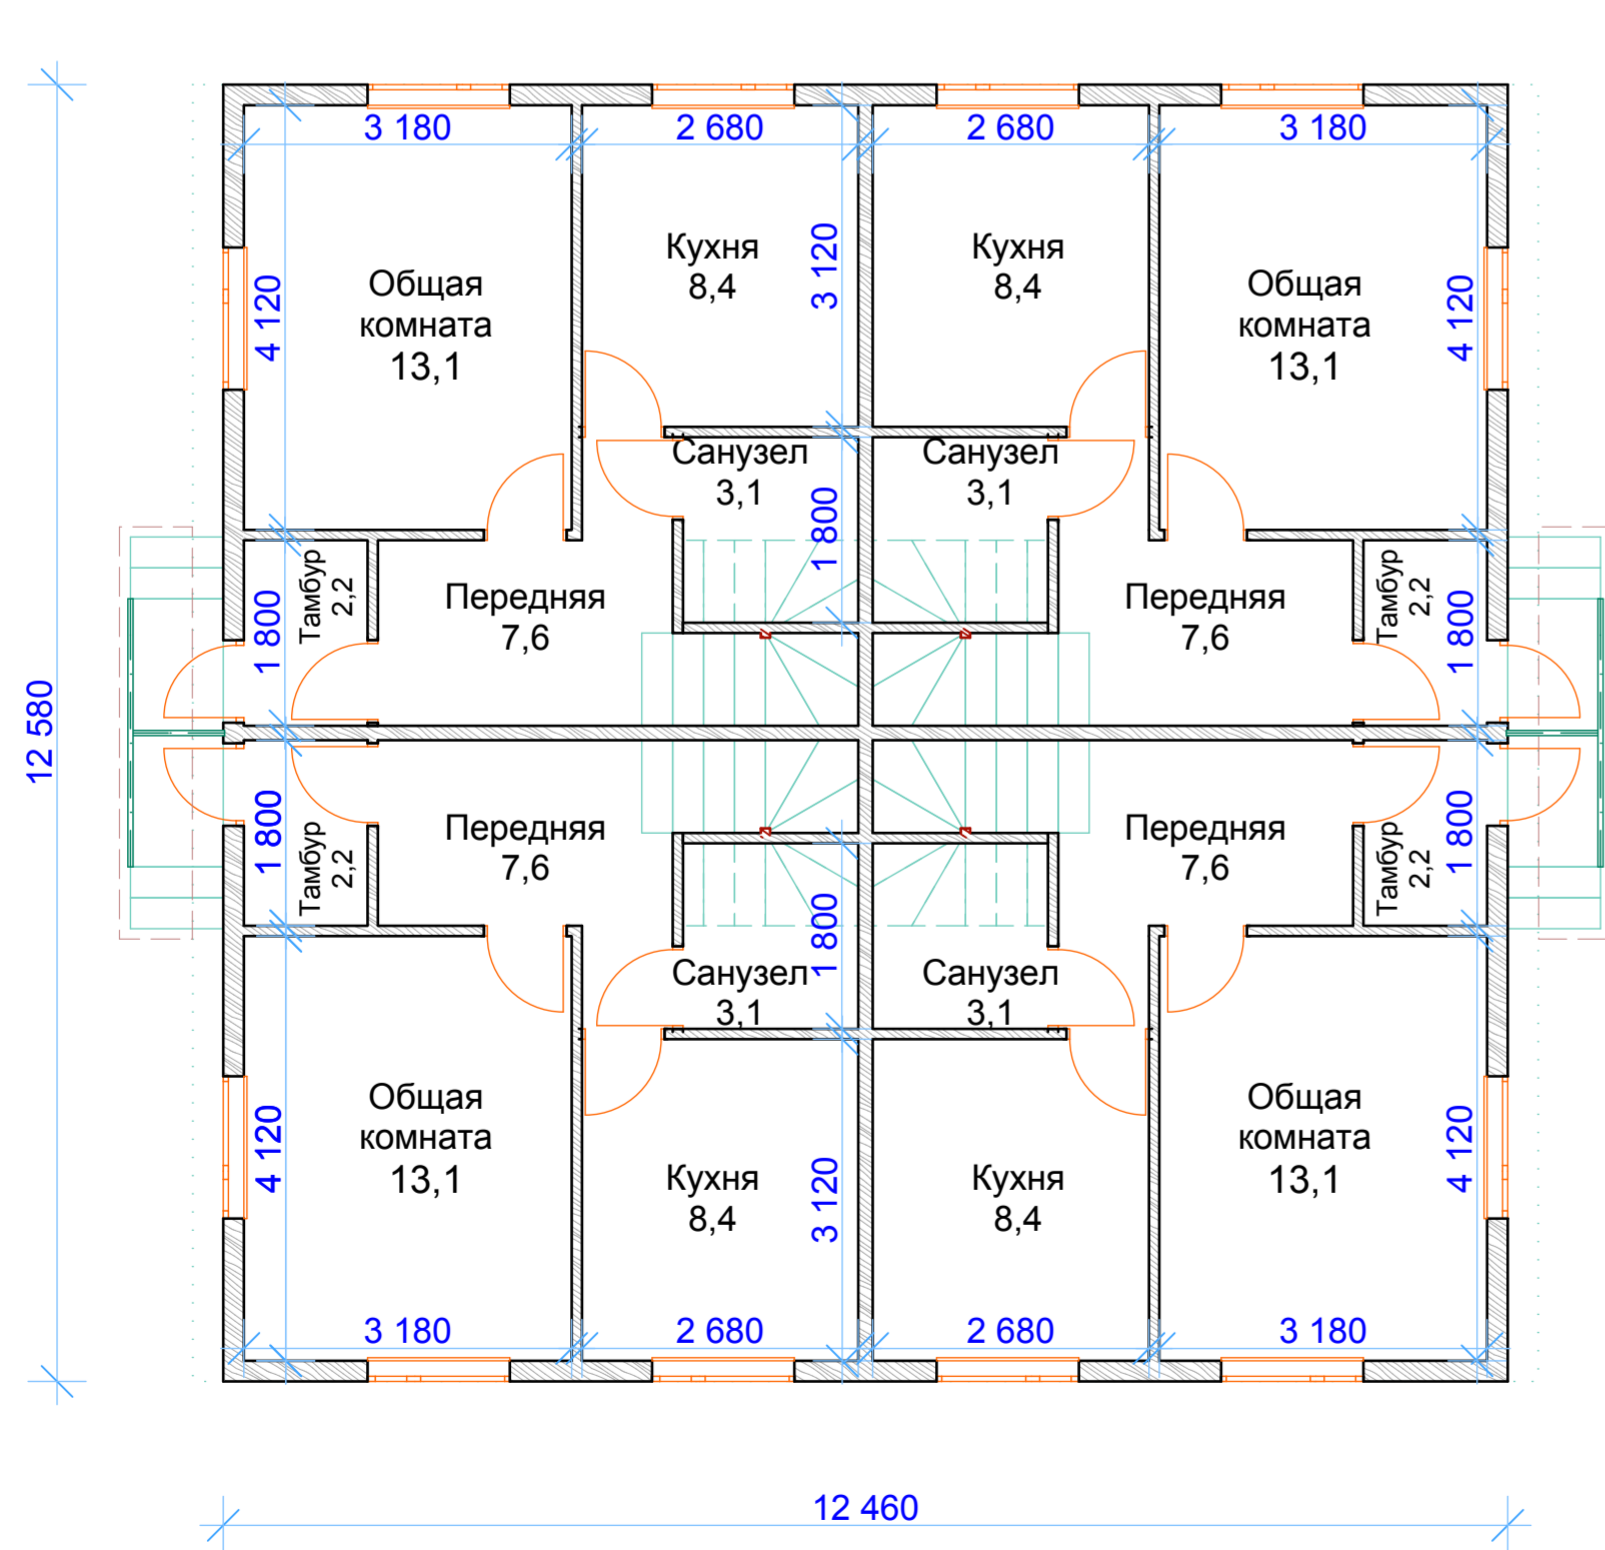 3 180
2 680
2 680
3 180
Общая
комната
13,1
4 120
Кухня
8,4
3 120
Кухня
8,4
Общая
комната
13,1
4 120
Санузел
3,1
1 800
Санузел
3,1
Тамбур
2,2
1 800
Передняя
7,6
Передняя
7,6
Тамбур
2,2
1 800
12 580
Тамбур
2,2
1 800
Передняя
7,6
Передняя
7,6
Тамбур
2,2
1 800
Санузел
3,1
1 800
Санузел
3,1
Общая
комната
13,1
4 120
Кухня
8,4
3 120
Кухня
8,4
Общая
комната
13,1
4 120
3 180
2 680
2 680
3 180
12 460